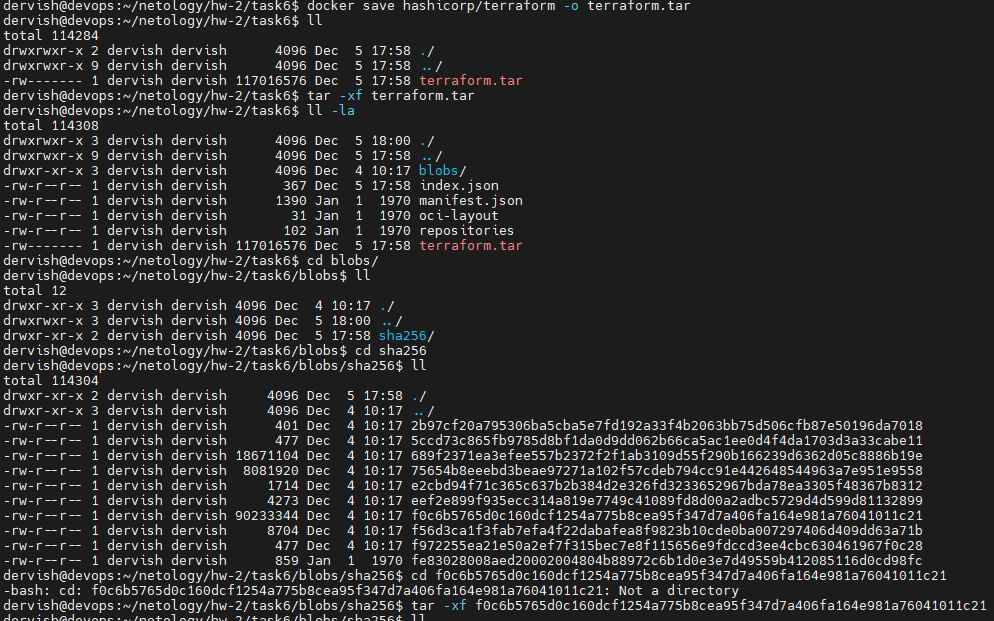 dervish@devops:~/netology/hw-2/task6$ docker save hashicorp/terraform -o terraform.tar
dervish@devops:~/netology/hw-2/task6$ ll
total 114284
drwxrwxr-x 2 dervish dervish      4096 Dec  5 17:58 ./
drwxrwxr-x 9 dervish dervish      4096 Dec  5 17:58 ../
-rw------- 1 dervish dervish 117016576 Dec  5 17:58 terraform.tar
dervish@devops:~/netology/hw-2/task6$ tar -xf terraform.tar
dervish@devops:~/netology/hw-2/task6$ ll -la
total 114308
drwxrwxr-x 3 dervish dervish      4096 Dec  5 18:00 ./
drwxrwxr-x 9 dervish dervish      4096 Dec  5 17:58 ../
drwxr-xr-x 3 dervish dervish      4096 Dec  4 10:17 blobs/
-rw-r--r-- 1 dervish dervish       367 Dec  5 17:58 index.json
-rw-r--r-- 1 dervish dervish      1390 Jan  1  1970 manifest.json
-rw-r--r-- 1 dervish dervish        31 Jan  1  1970 oci-layout
-rw-r--r-- 1 dervish dervish       102 Jan  1  1970 repositories
-rw------- 1 dervish dervish 117016576 Dec  5 17:58 terraform.tar
dervish@devops:~/netology/hw-2/task6$ cd blobs/
dervish@devops:~/netology/hw-2/task6/blobs$ ll
total 12
drwxr-xr-x 3 dervish dervish 4096 Dec  4 10:17 ./
drwxrwxr-x 3 dervish dervish 4096 Dec  5 18:00 ../
drwxr-xr-x 2 dervish dervish 4096 Dec  5 17:58 sha256/
dervish@devops:~/netology/hw-2/task6/blobs$ cd sha256
dervish@devops:~/netology/hw-2/task6/blobs/sha256$ ll
total 114304
drwxr-xr-x 2 dervish dervish     4096 Dec  5 17:58 ./
drwxr-xr-x 3 dervish dervish     4096 Dec  4 10:17 ../
-rw-r--r-- 1 dervish dervish      401 Dec  4 10:17 2b97cf20a795306ba5cba5e7fd192a33f4b2063bb75d506cfb87e50196da7018
-rw-r--r-- 1 dervish dervish      477 Dec  4 10:17 5ccd73c865fb9785d8bf1da0d9dd062b66ca5ac1ee0d4f4da1703d3a33cabe11
-rw-r--r-- 1 dervish dervish 18671104 Dec  4 10:17 689f2371ea3efee557b2372f2f1ab3109d55f290b166239d6362d05c8886b19e
-rw-r--r-- 1 dervish dervish  8081920 Dec  4 10:17 75654b8eeebd3beae97271a102f57cdeb794cc91e442648544963a7e951e9558
-rw-r--r-- 1 dervish dervish     1714 Dec  4 10:17 e2cbd94f71c365c637b2b384d2e326fd3233652967bda78ea3305f48367b8312
-rw-r--r-- 1 dervish dervish     4273 Dec  4 10:17 eef2e899f935ecc314a819e7749c41089fd8d00a2adbc5729d4d599d81132899
-rw-r--r-- 1 dervish dervish 90233344 Dec  4 10:17 f0c6b5765d0c160dcf1254a775b8cea95f347d7a406fa164e981a76041011c21
-rw-r--r-- 1 dervish dervish     8704 Dec  4 10:17 f56d3ca1f3fab7efa4f22dabafea8f9823b10cde0ba007297406d409dd63a71b
-rw-r--r-- 1 dervish dervish      477 Dec  4 10:17 f972255ea21e50a2ef7f315bec7e8f115656e9fdccd3ee4cbc630461967f0c28
-rw-r--r-- 1 dervish dervish      859 Jan  1  1970 fe83028008aed20002004804b88972c6b1d0e3e7d49559b412085116d0cd98fc
dervish@devops:~/netology/hw-2/task6/blobs/sha256$ cd f0c6b5765d0c160dcf1254a775b8cea95f347d7a406fa164e981a76041011c21
-bash: cd: f0c6b5765d0c160dcf1254a775b8cea95f347d7a406fa164e981a76041011c21: Not a directory
dervish@devops:~/netology/hw-2/task6/blobs/sha256$ tar -xf f0c6b5765d0c160dcf1254a775b8cea95f347d7a406fa164e981a76041011c21
dervish@devops:~/netology/hw-2/task6/blobs/sha256$ ll